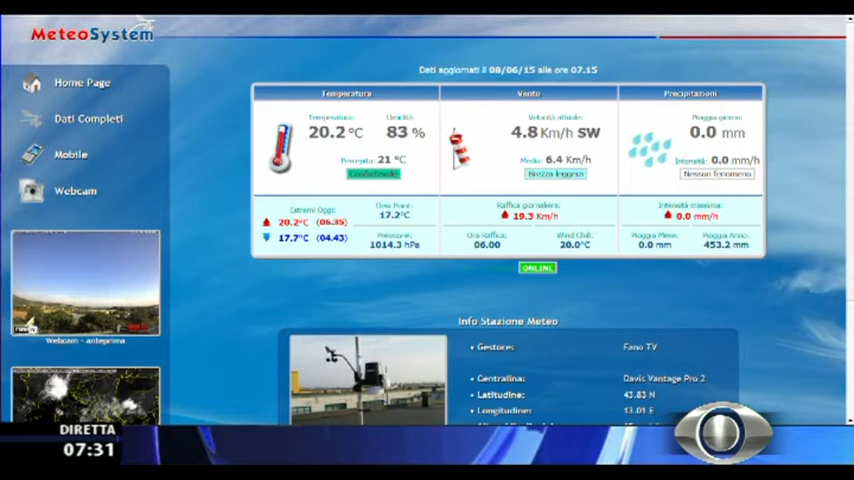 MeteoSystem
Home Page
Dati Completi
Mobile
Webcam
Webcam - anteprima
Dati aggiornati il 08/06/15 alle ore 07.15
Temperatura
Temperatura:
Umidità:
20.2 °C
83 %
Percepita: 21 °C
Confortevole
Estremi Oggi:
20.2°C (06.35)
17.7°C (04.43)
Dew Point:
17.2°C
Pressione:
1014.3 hPa
Vento
Velocità attuale:
4.8 Km/h SW
Media: 6.4 Km/h
Brezza leggera
Raffica giornaliera:
19.3 Km/h
Ora Raffica:
06.00
Wind Chill:
20.0°C
Precipitazioni
Pioggia giorno:
0.0 mm
Intensità: 0.0 mm/h
Nessun fenomeno
Intensità massima:
0.0 mm/h
Pioggia Mese:
0.0 mm
Pioggia Anno:
453.2 mm
ONLINE
Info Stazione Meteo
• Gestore: Fano TV
• Centralina: Davis Vantage Pro 2
• Latitudine: 43.83 N
• Longitudine: 13.01 E
DIRETTA
07:31